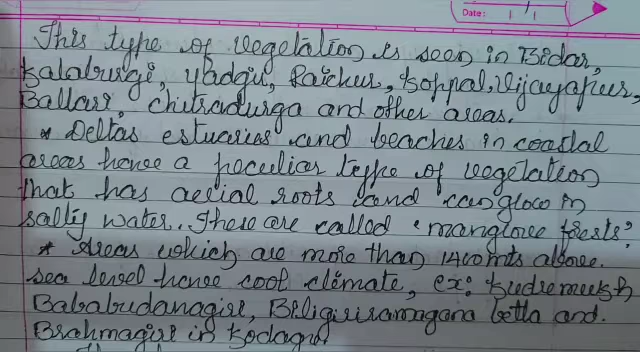 Date:
This type of vegetation is seen in Bidar,
Kalaburgi, Yadgir, Raichur, Koppal, Vijayapur,
Ballari, Chitradurga and other areas.
* Deltas estuaries and beaches in coastal
areas have a peculiar type of vegetation
that has aerial roots and can grow in
salty water. These are called 'mangrove forests'.
* Areas which are more than 1400mts above
sea level have cool climate, ex: Kudremukh
Bababudanagiri, Biligiriranagana betta and
Brahmagiri in Kodagu